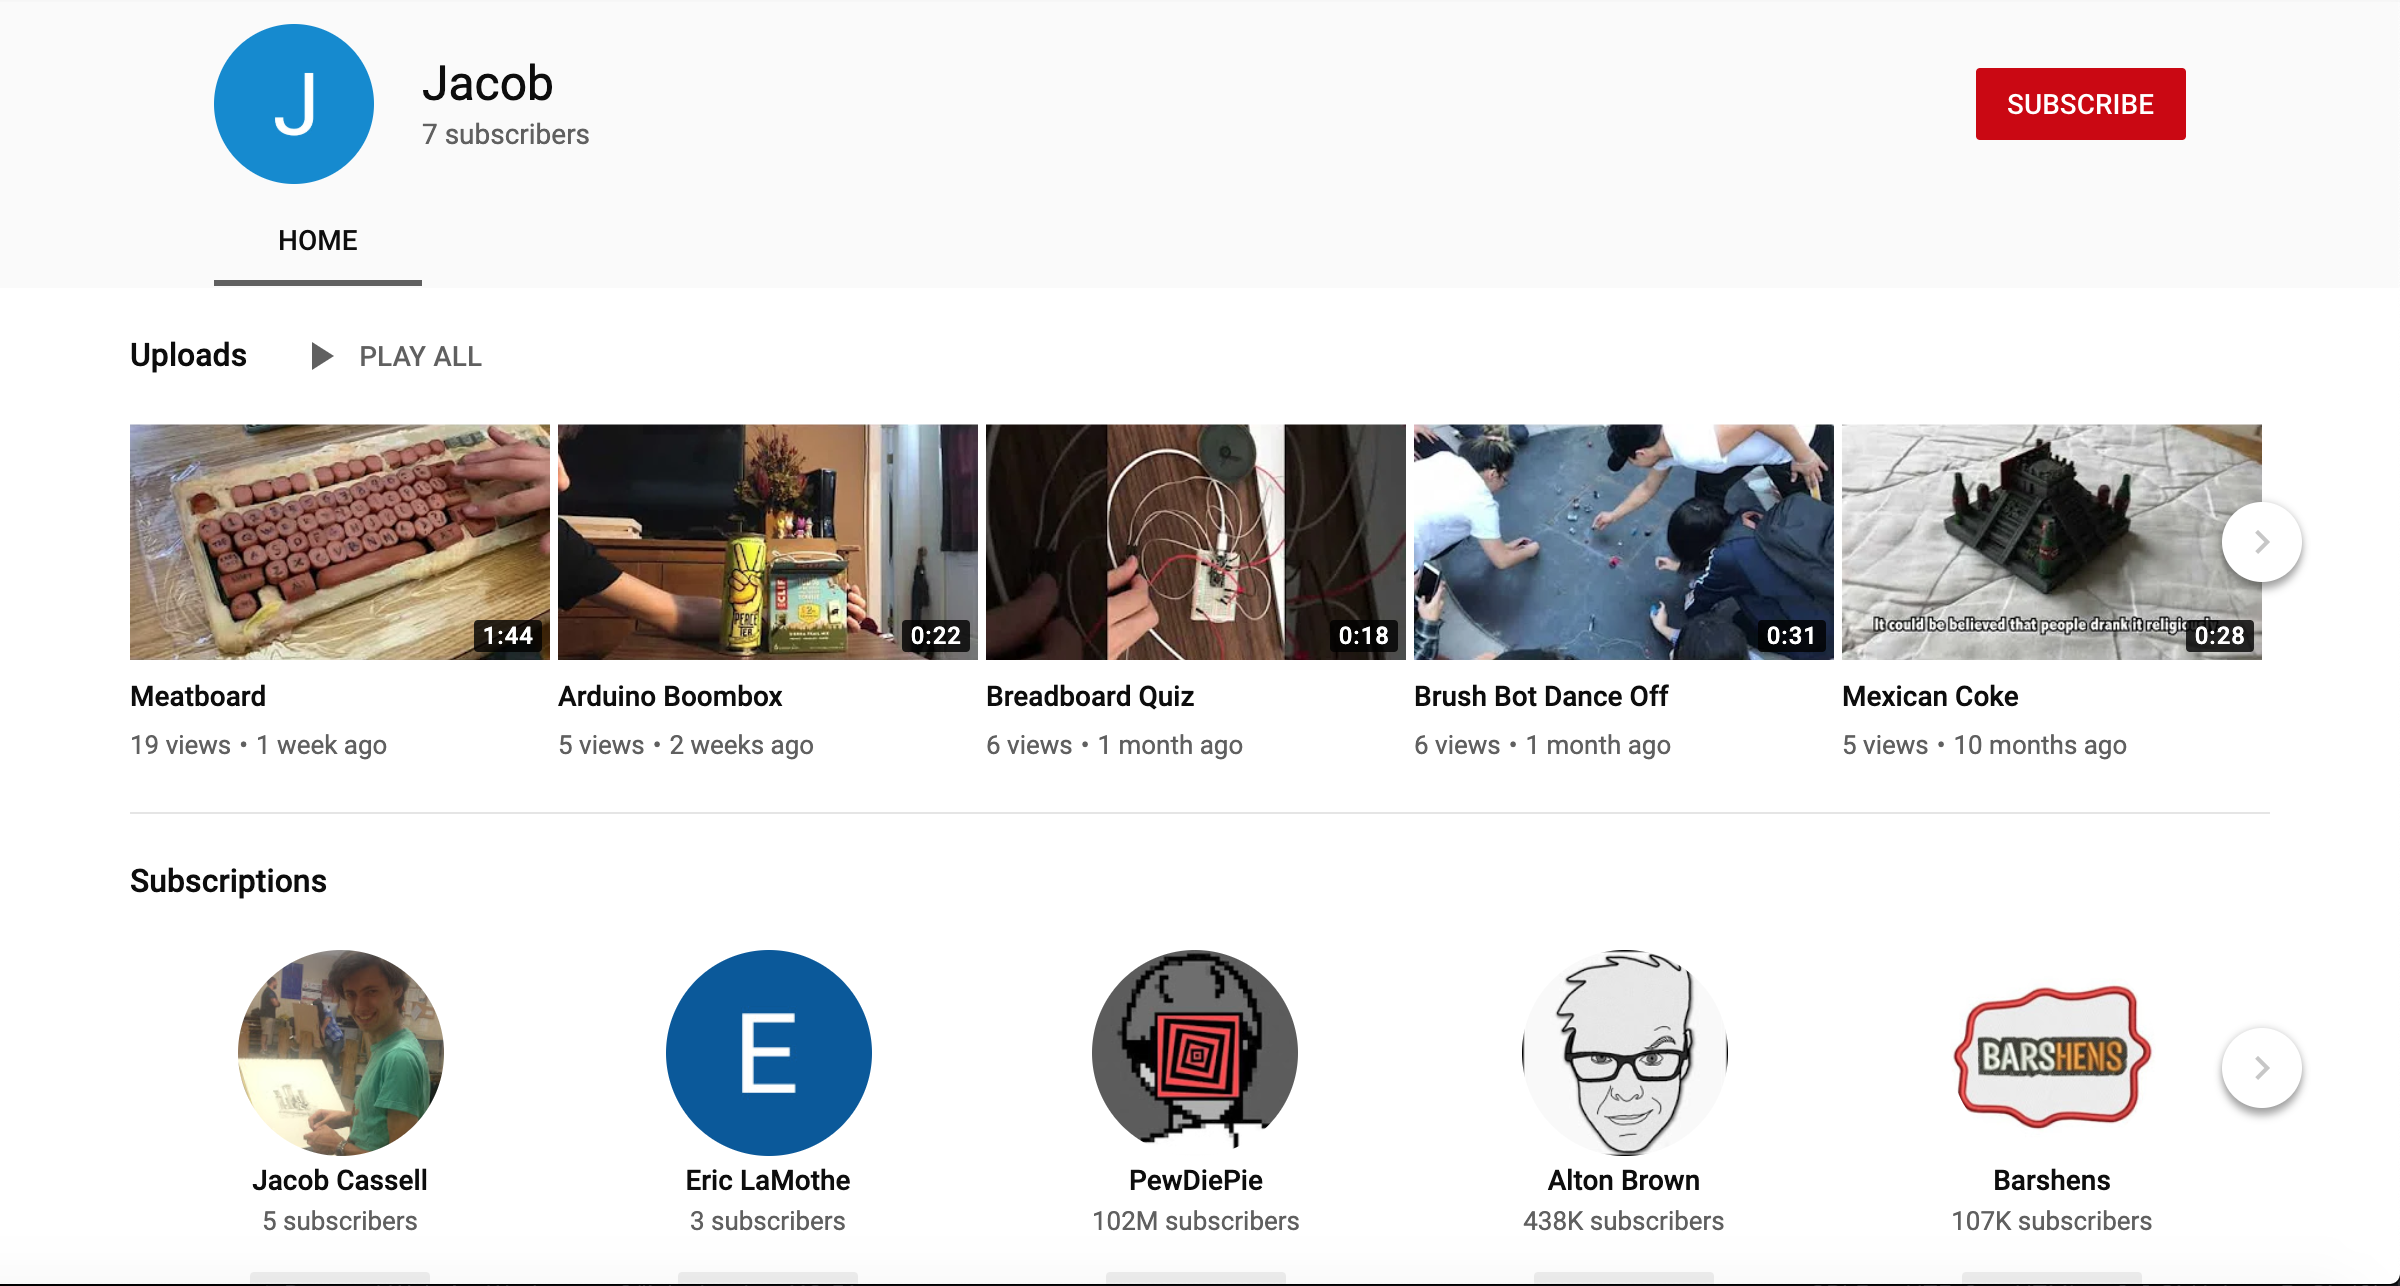 J
Jacob
7 subscribers
SUBSCRIBE
HOME
Uploads
PLAY ALL
1:44
PEACE
TEA
CLIF
0:22
0:18
0:31
It could be believed that people drank it
0:28
Meatboard
Arduino Boombox
Breadboard Quiz
Brush Bot Dance Off
Mexican Coke
19 views • 1 week ago
5 views • 2 weeks ago
6 views • 1 month ago
6 views • 1 month ago
5 views • 10 months ago
Subscriptions
E
BARSHENS
Jacob Cassell
Eric LaMothe
PewDiePie
Alton Brown
Barshens
5 subscribers
3 subscribers
102M subscribers
438K subscribers
107K subscribers